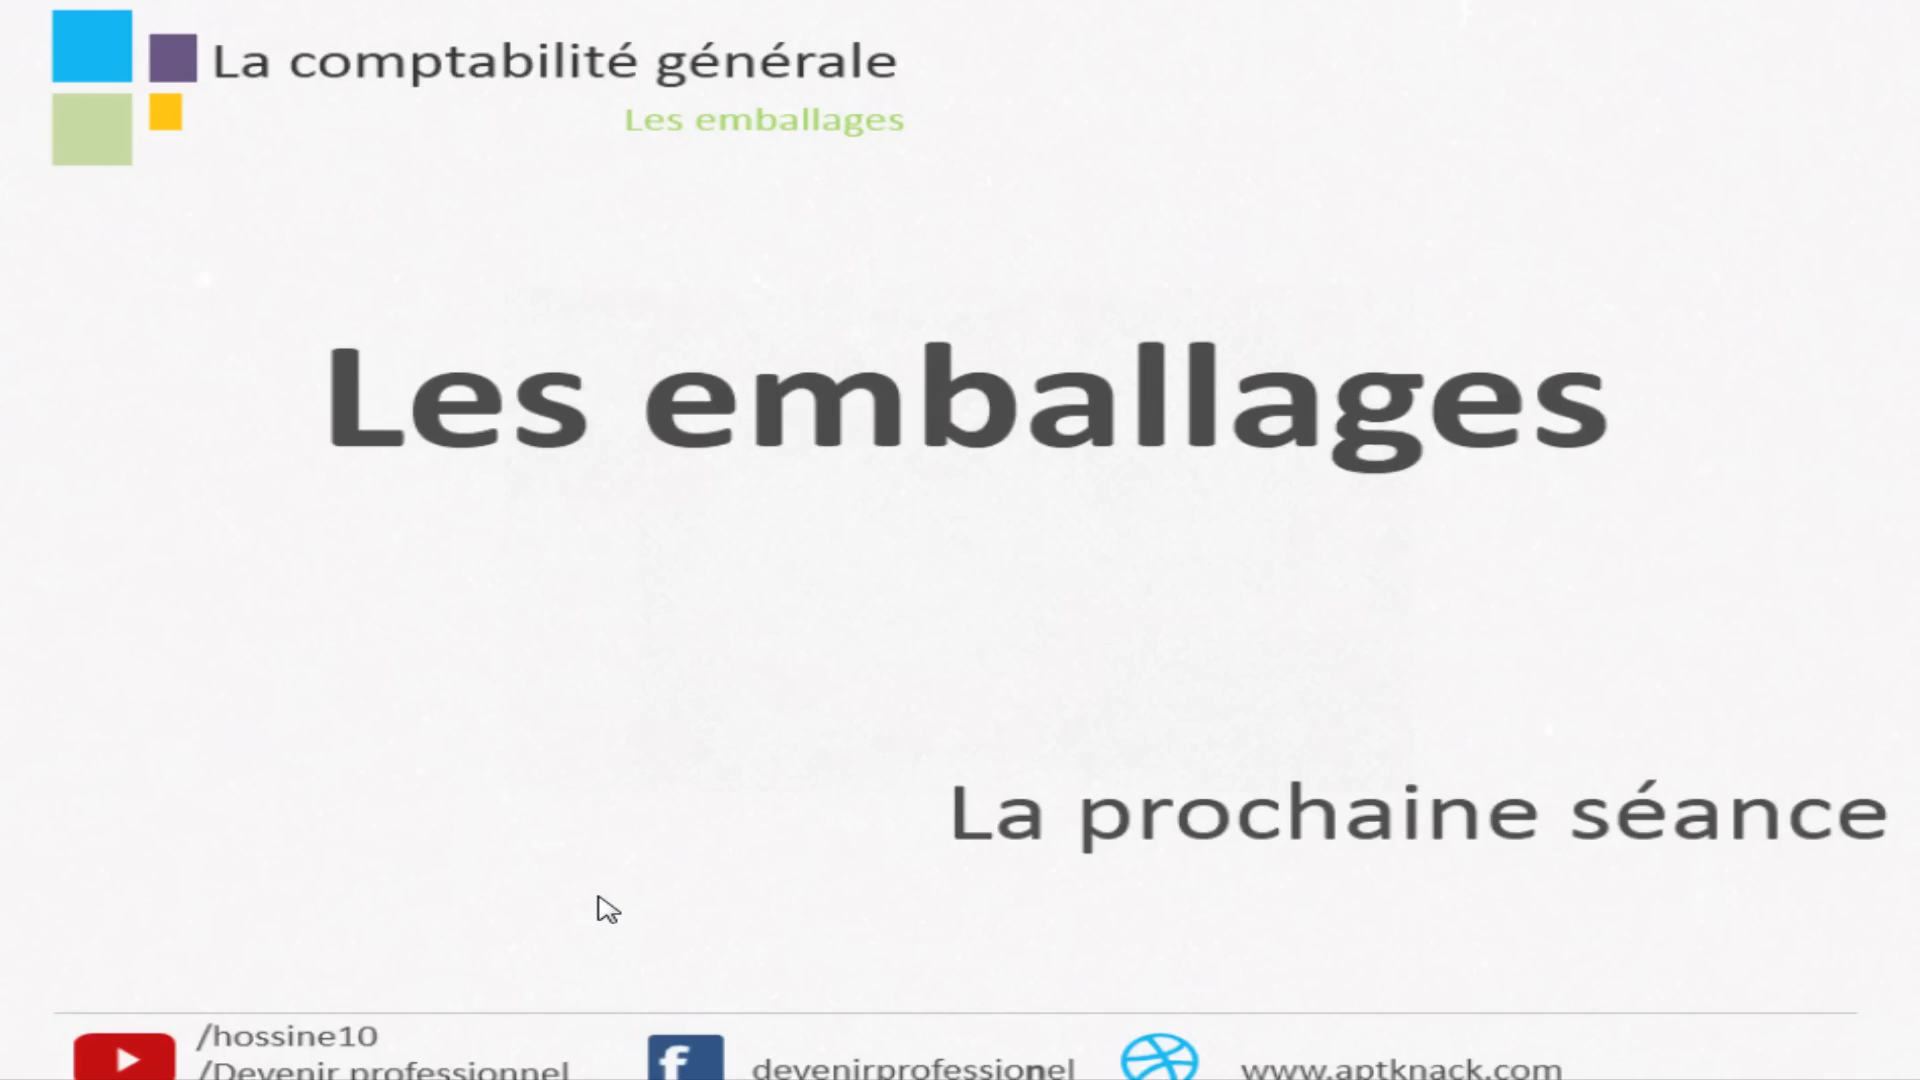 La comptabilité générale
Les emballages
Les emballages
La prochaine séance
/hossine10
/Devenir professionnel
devenirprofessionel
www.aptknack.com